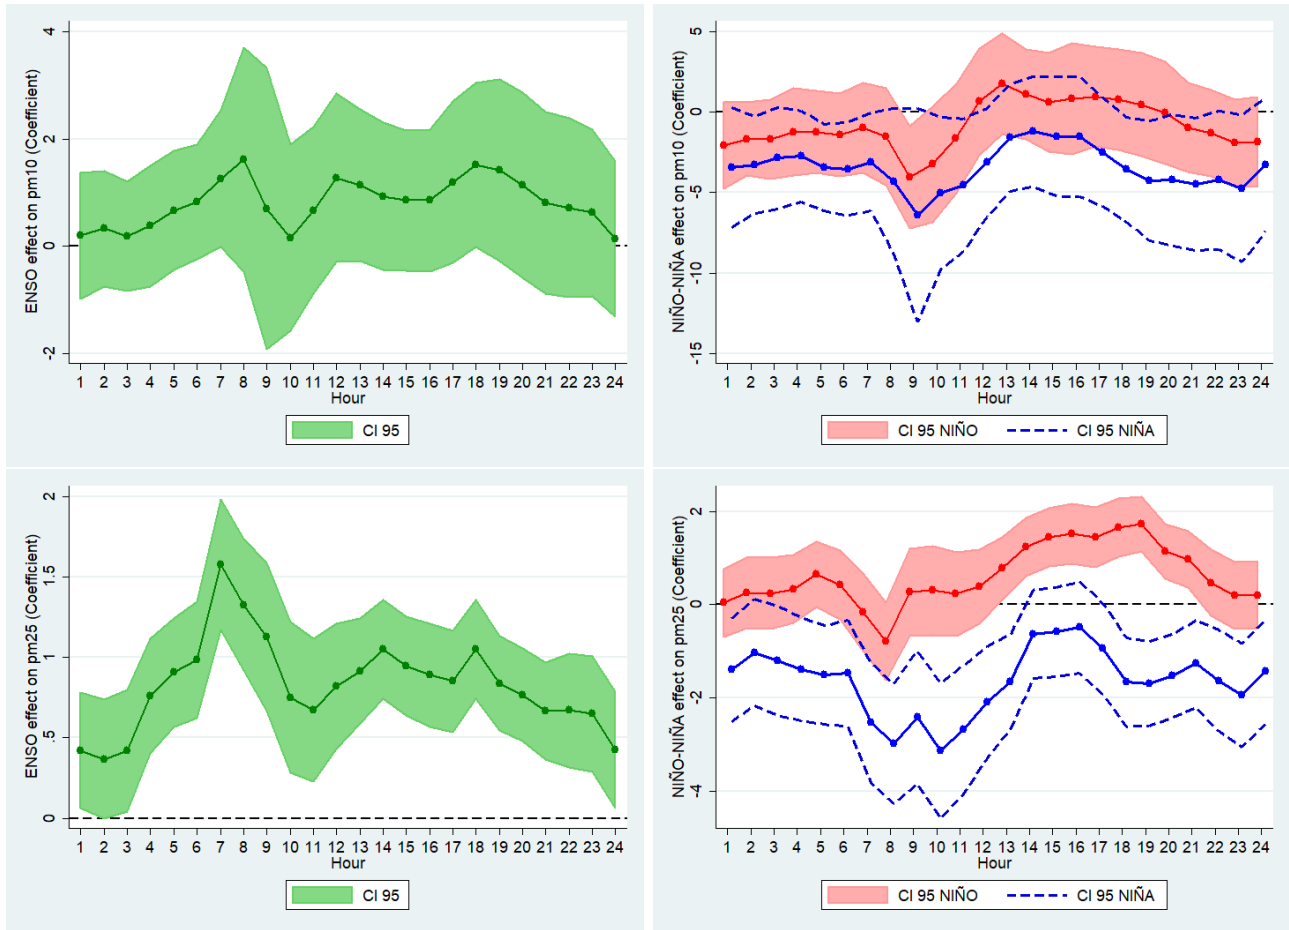 ENSO effect on pm10 (Coefficient)
4
2
0
-2
1 2 3 4 5 6 7 8 9 10 11 12 13 14 15 16 17 18 19 20 21 22 23 24
Hour
CI 95
NIÑO-NIÑA effect on pm10 (Coefficient)
5
0
-5
-10
-15
1 2 3 4 5 6 7 8 9 10 11 12 13 14 15 16 17 18 19 20 21 22 23 24
Hour
CI 95 NIÑO CI 95 NIÑA
ENSO effect on pm25 (Coefficient)
2
1.5
1
.5
0
1 2 3 4 5 6 7 8 9 10 11 12 13 14 15 16 17 18 19 20 21 22 23 24
Hour
CI 95
NIÑO-NIÑA effect on pm25 (Coefficient)
2
0
-2
-4
1 2 3 4 5 6 7 8 9 10 11 12 13 14 15 16 17 18 19 20 21 22 23 24
Hour
CI 95 NIÑO CI 95 NIÑA